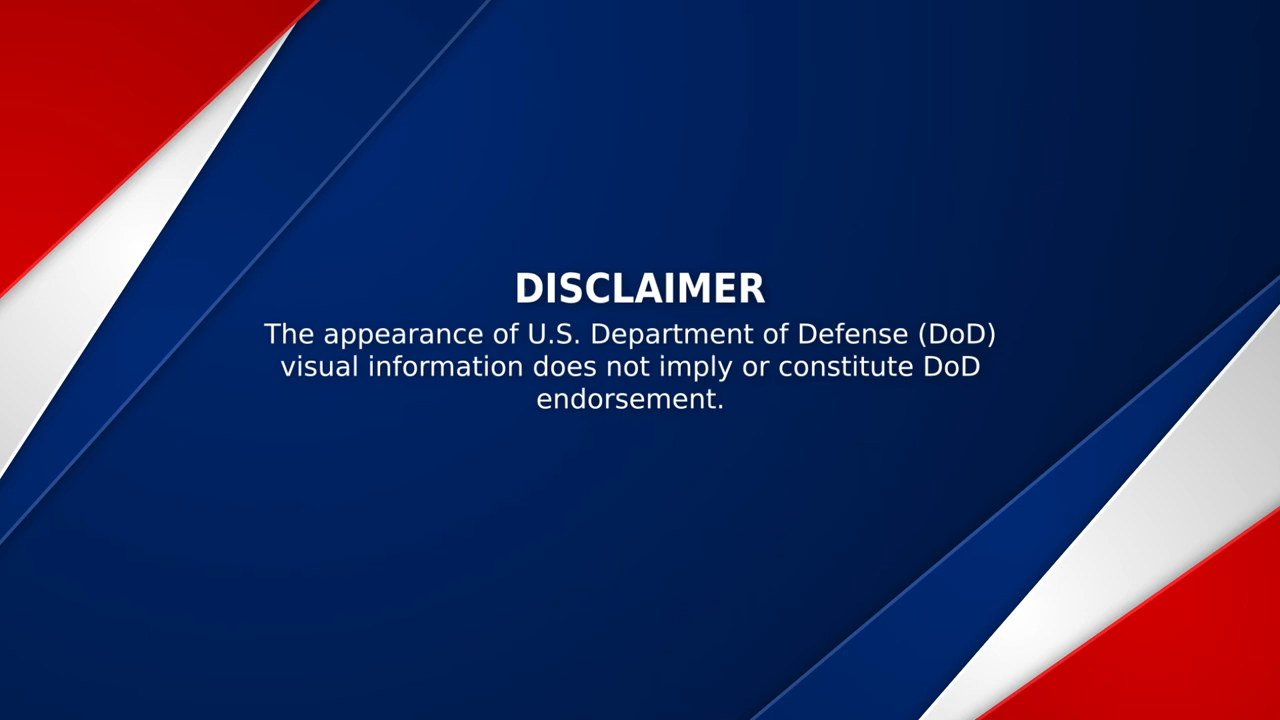 DISCLAIMER
The appearance of U.S. Department of Defense (DoD)
visual information does not imply or constitute DoD
endorsement.